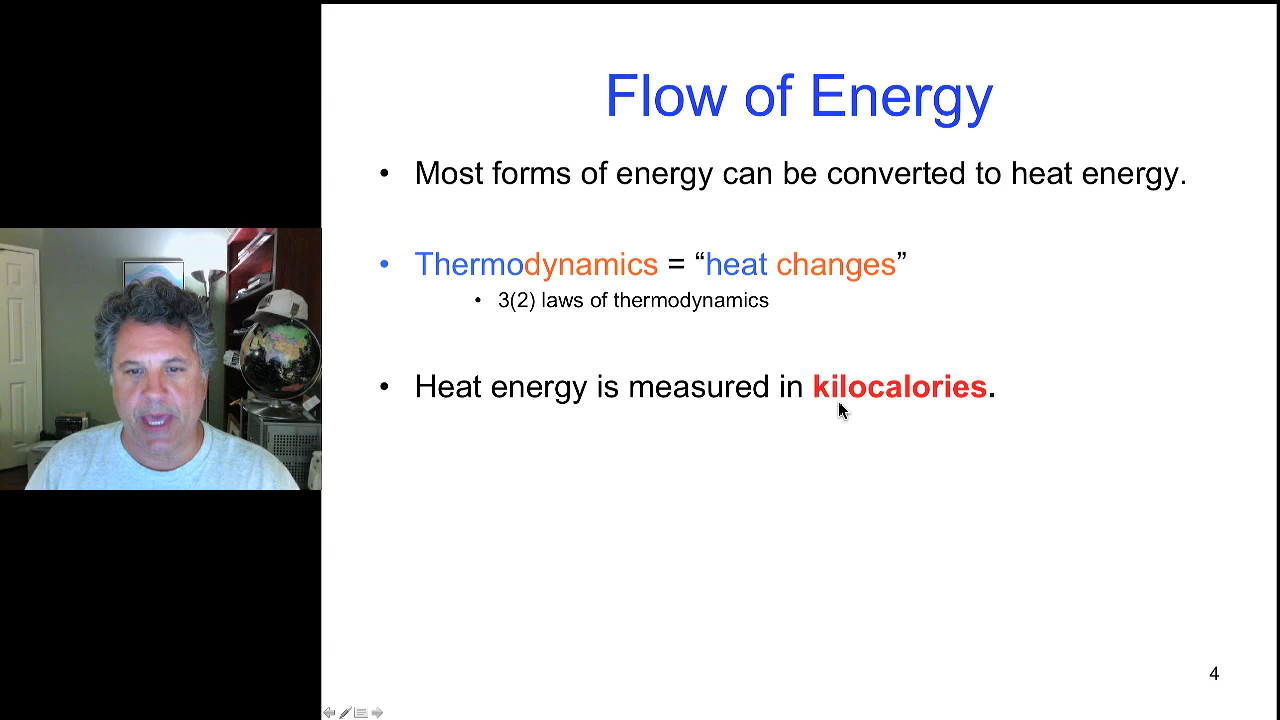 Flow of Energy
• Most forms of energy can be converted to heat energy.
• Thermodynamics = “heat changes”
• 3(2) laws of thermodynamics
• Heat energy is measured in kilocalories.
4